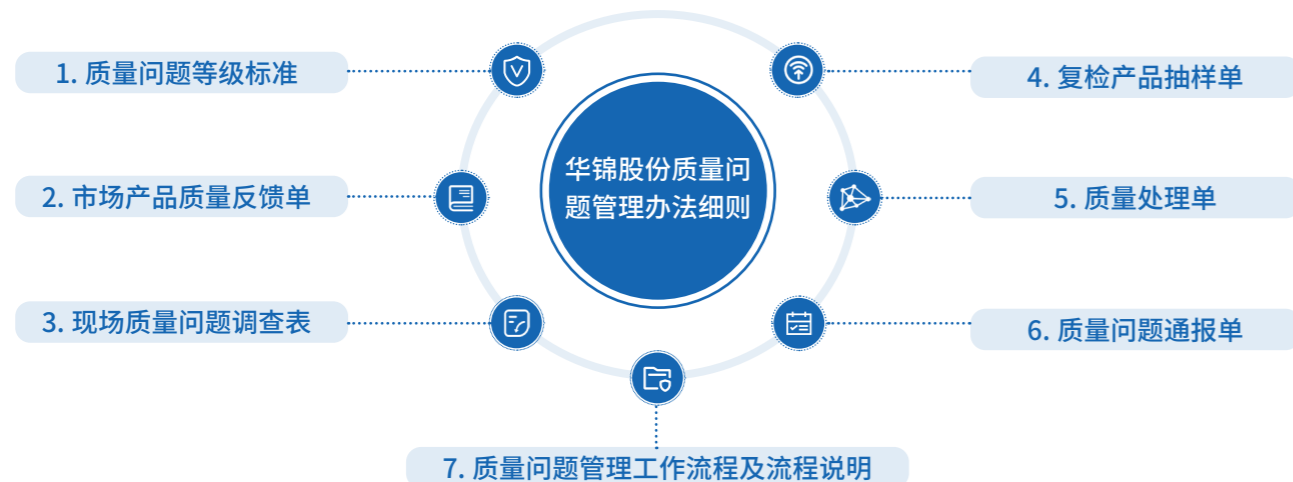 1. 质量问题等级标准
2. 市场产品质量反馈单
3. 现场质量问题调查表
华锦股份质量问
题管理办法细则
4. 复检产品抽样单
5. 质量处理单
6. 质量问题通报单
7. 质量问题管理工作流程及流程说明